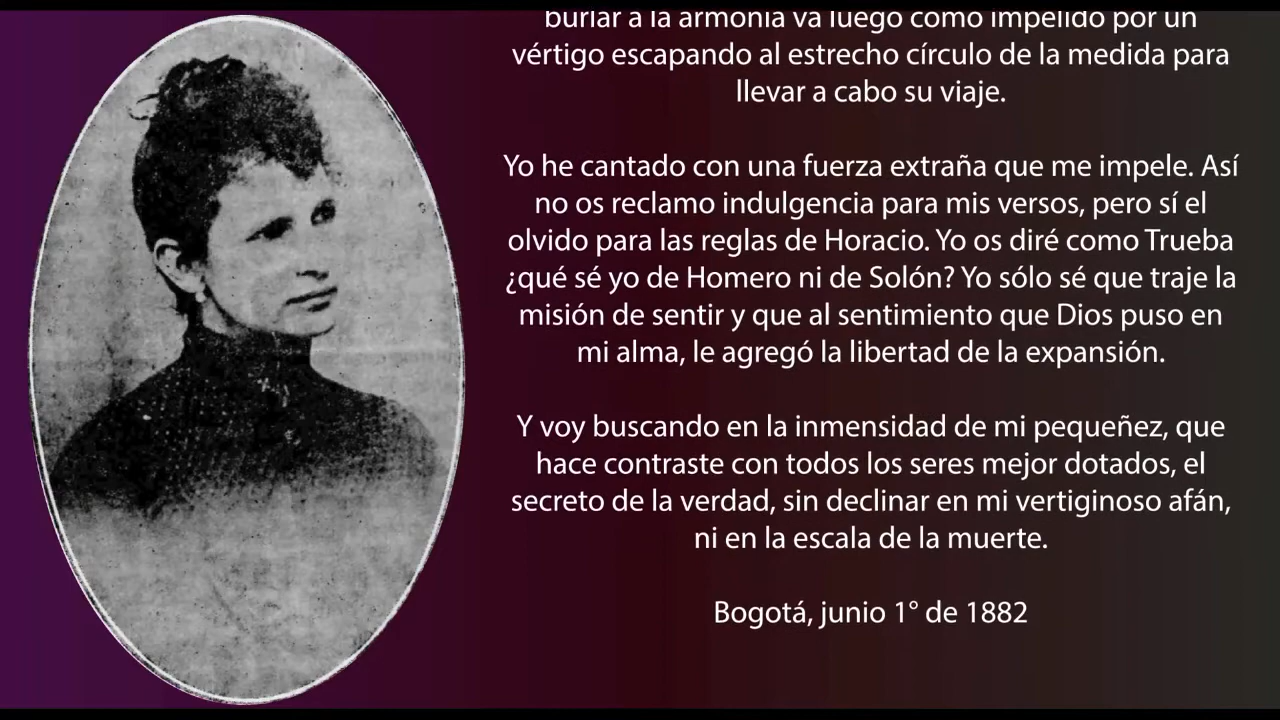 burlar a la armonía va luego como impelido por un
vértigo escapando al estrecho círculo de la medida para
llevar a cabo su viaje.
Yo he cantado con una fuerza extraña que me impele. Así
no os reclamo indulgencia para mis versos, pero sí el
olvido para las reglas de Horacio. Yo os diré como Trueba
¿qué sé yo de Homero ni de Solón? Yo sólo sé que traje la
misión de sentir y que al sentimiento que Dios puso en
mi alma, le agregó la libertad de la expansión.
Y voy buscando en la inmensidad de mi pequeñez, que
hace contraste con todos los seres mejor dotados, el
secreto de la verdad, sin declinar en mi vertiginoso afán,
ni en la escala de la muerte.
Bogotá, junio 1° de 1882